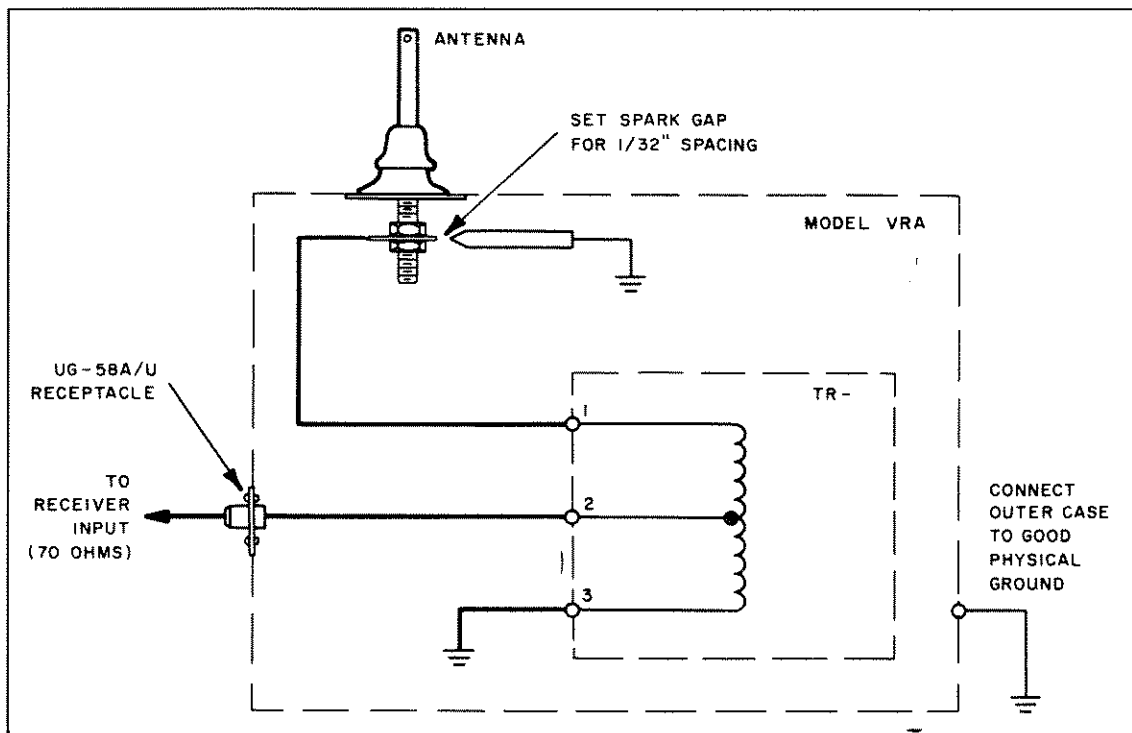 ANTENNA
SET SPARK GAP
FOR 1/32" SPACING
MODEL VRA
UG-58A/U
RECEPTACLE
TR-
1
TO
RECEIVER
INPUT
(70 OHMS)
2
CONNECT
OUTER CASE
TO GOOD
PHYSICAL
GROUND
3